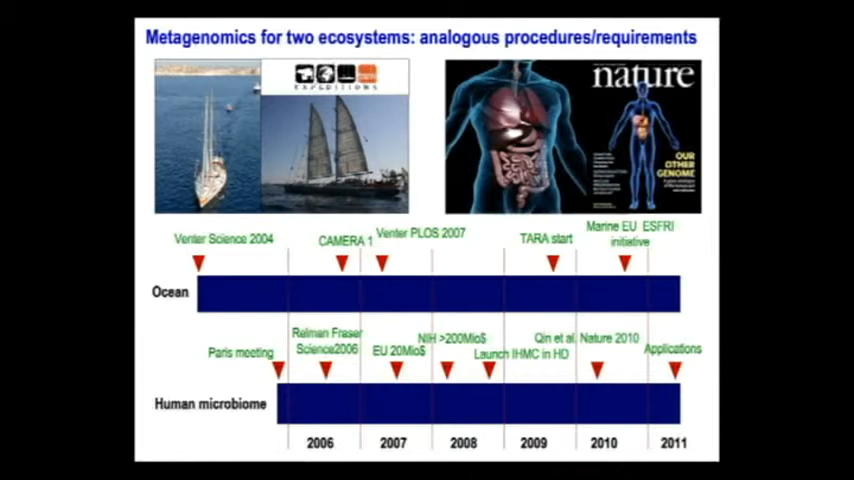 Metagenomics for two ecosystems: analogous procedures/requirements
EXPEDITIONS
nature
OUR
OTHER
GENOME
Venter Science 2004
CAMERA 1
Venter PLOS 2007
TARA start
Marine EU ESFRI
initiative
Ocean
Paris meeting
Relman Fraser
Science2006
EU 20Mio$
NIH >200Mio$
Launch IHMC in HD
Qin et al. Nature 2010
Applications
Human microbiome
2006 2007 2008 2009 2010 2011